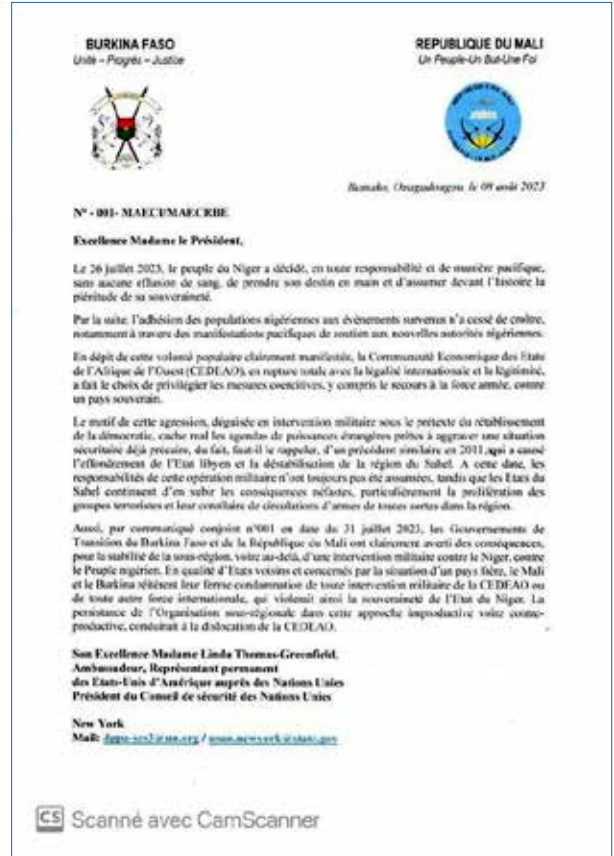 BURKINA FASO
Unité – Progrès – Justice
REPUBLIQUE DU MALI
Un Peuple-Un But-Une Foi
Bamako, Ouagadougou, le 08 août 2023
N° - 001- MAECI/MAECRBE
Excellence Madame le Président,
Le 26 juillet 2023, le peuple du Niger a décidé, en toute responsabilité et de manière pacifique,
sans aucune effusion de sang, de prendre son destin en main et d'assumer devant l'histoire la
plénitude de sa souveraineté.
Par la suite, l'adhésion des populations nigériennes aux évènements survenus n'a cessé de croître,
notamment à travers des manifestations pacifiques de soutien aux nouvelles autorités nigériennes.
En dépit de cette volonté populaire clairement manifestée, la Communauté Economique des Etats
de l'Afrique de l'Ouest (CEDEAO), en rupture totale avec la légalité internationale et la légitimité,
a fait le choix de privilégier les mesures coercitives, y compris le recours à la force armée, contre
un pays souverain.
Le motif de cette agression, déguisée en intervention militaire sous le prétexte du rétablissement
de la démocratie, cache mal les agendas de puissances étrangères prêtes à aggraver une situation
sécuritaire déjà précaire, du fait, faut-il le rappeler, d'un précédent similaire en 2011, qui a causé
l'effondrement de l'Etat libyen et la déstabilisation de la région du Sahel. A cette date, les
responsabilités de cette opération militaire n'ont toujours pas été assumées, tandis que les Etats du
Sahel continuent d'en subir les conséquences néfastes, particulièrement la prolifération des
groupes terroristes et leur corollaire de circulations d'armes de toutes sortes dans la région.
Aussi, par communiqué conjoint n°001 en date du 31 juillet 2023, les Gouvernements de
Transition du Burkina Faso et de la République du Mali ont clairement averti des conséquences,
pour la stabilité de la sous-région, voire au-delà, d'une intervention militaire contre le Niger, contre
le Peuple nigérien. En qualité d'Etats voisins et concernés par la situation d'un pays frère, le Mali
et le Burkina réitèrent leur ferme condamnation de toute intervention militaire de la CEDEAO ou
de toute autre force internationale, qui violerait ainsi la souveraineté de l'Etat du Niger. La
persistance de l'Organisation sous-régionale dans cette approche improductive voire contre-
productive, conduirait à la dislocation de la CEDEAO.
Son Excellence Madame Linda Thomas-Greenfield,
Ambassadeur, Représentant permanent
des Etats-Unis d'Amérique auprès des Nations Unies
Président du Conseil de sécurité des Nations Unies
New York
Mail: /
CS Scanné avec CamScanner